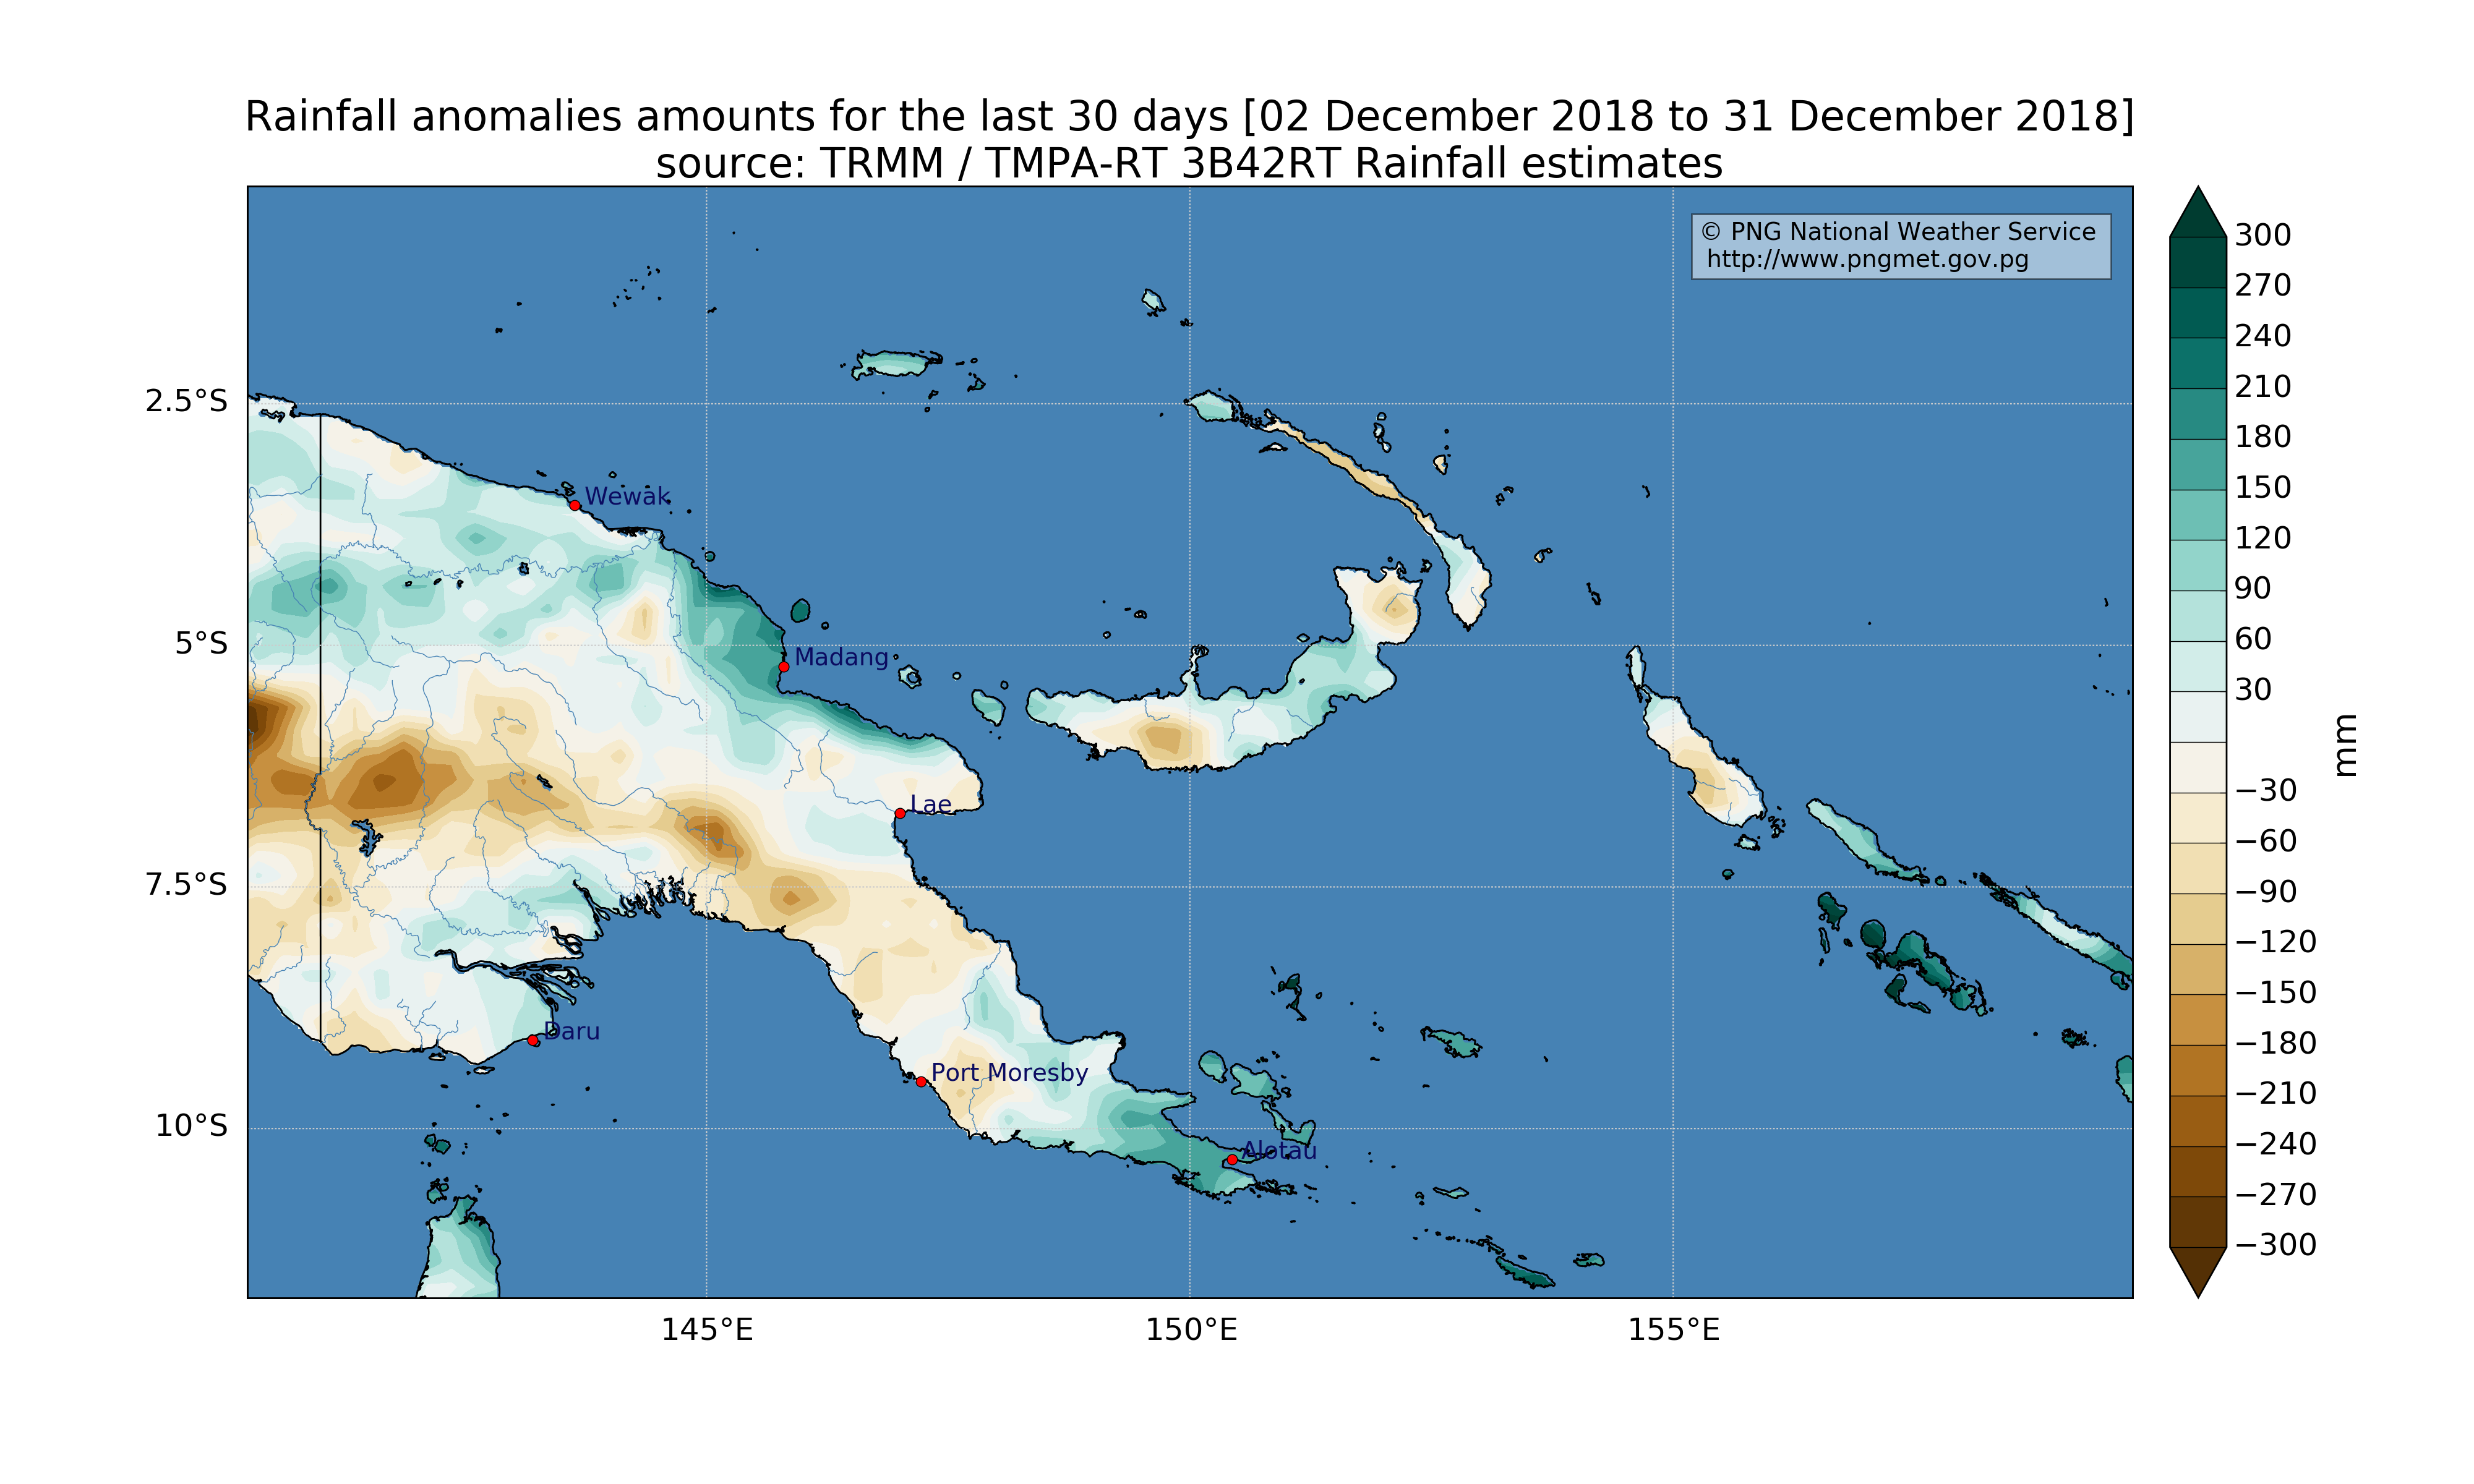 Rainfall anomalies amounts for the last 30 days [02 December 2018 to 31 December 2018]
source: TRMM / TMPA-RT 3B42RT Rainfall estimates
© PNG National Weather Service
http://www.pngmet.gov.pg
2.5°S
5°S
7.5°S
10°S
Wewak
Madang
Lae
Daru
Port Moresby
Alotau
145°E
150°E
155°E
300
270
240
210
180
150
120
90
60
30
−30
−60
−90
−120
−150
−180
−210
−240
−270
−300
mm